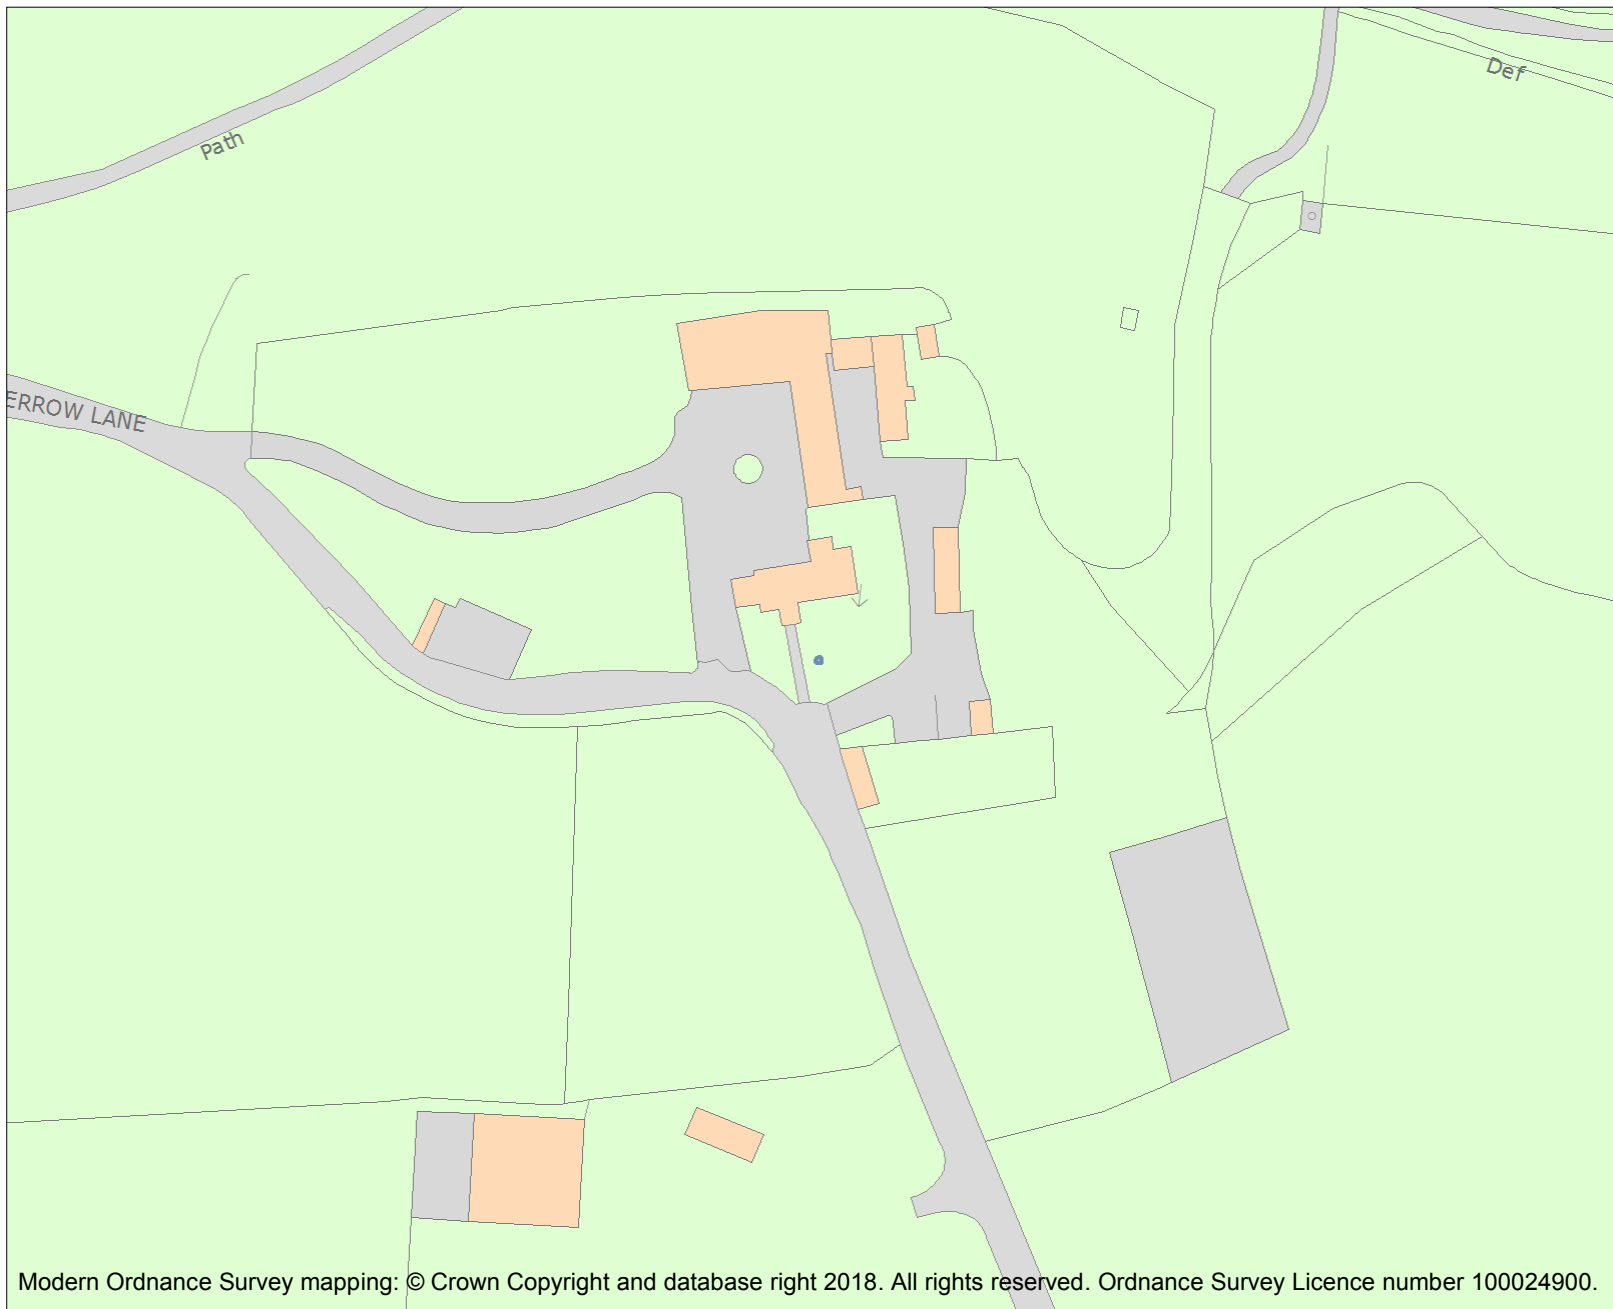 Def
Path
ERROW LANE
Modern Ordnance Survey mapping: © Crown Copyright and database right 2018. All rights reserved. Ordnance Survey Licence number 100024900.